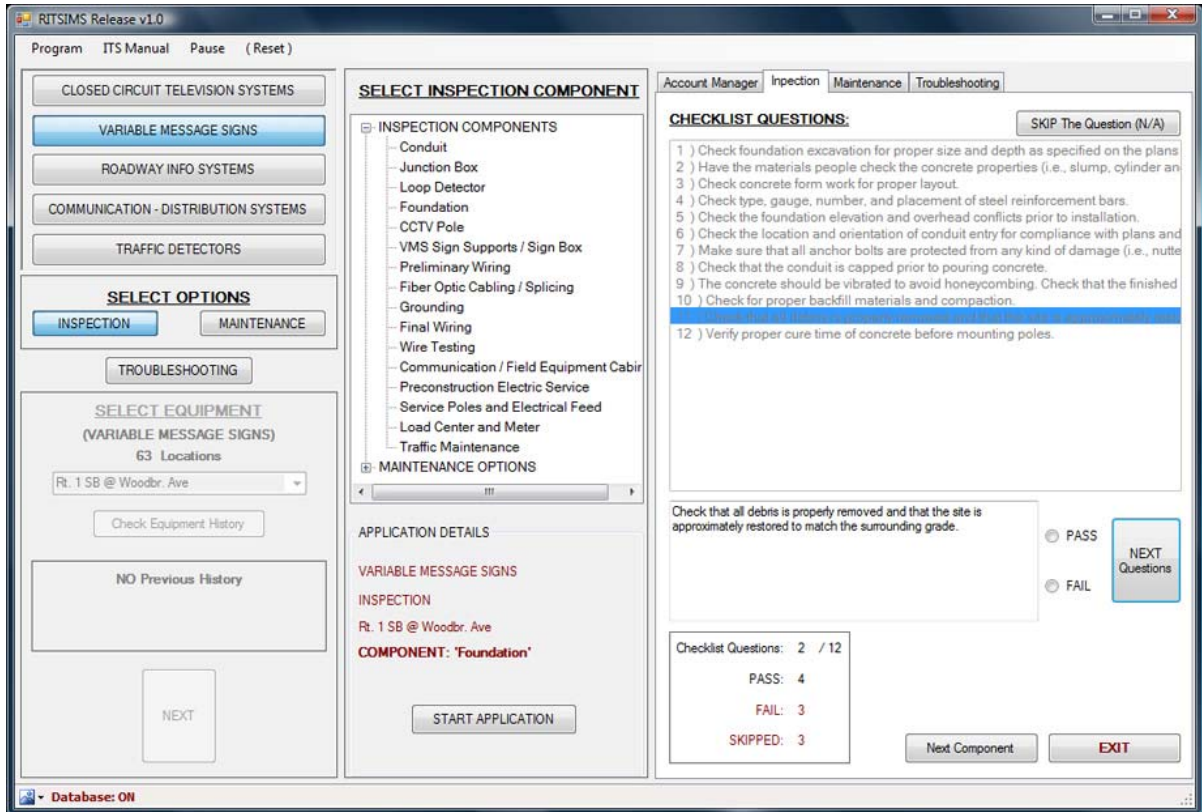 RITSIMS Release v1.0
Program ITS Manual Pause ( Reset )
CLOSED CIRCUIT TELEVISION SYSTEMS
VARIABLE MESSAGE SIGNS
ROADWAY INFO SYSTEMS
COMMUNICATION - DISTRIBUTION SYSTEMS
TRAFFIC DETECTORS
SELECT OPTIONS
INSPECTION MAINTENANCE
TROUBLESHOOTING
SELECT EQUIPMENT
(VARIABLE MESSAGE SIGNS)
63 Locations
Rt. 1 SB @ Woodbr. Ave
Check Equipment History
NO Previous History
NEXT
SELECT INSPECTION COMPONENT
INSPECTION COMPONENTS
Conduit
Junction Box
Loop Detector
Foundation
CCTV Pole
VMS Sign Supports / Sign Box
Preliminary Wiring
Fiber Optic Cabling / Splicing
Grounding
Final Wiring
Wire Testing
Communication / Field Equipment Cabir
Preconstruction Electric Service
Service Poles and Electrical Feed
Load Center and Meter
Traffic Maintenance
MAINTENANCE OPTIONS
APPLICATION DETAILS
VARIABLE MESSAGE SIGNS
INSPECTION
Rt. 1 SB @ Woodbr. Ave
COMPONENT: 'Foundation'
START APPLICATION
Account Manager Inpection Maintenance Troubleshooting
CHECKLIST QUESTIONS:
SKIP The Question (N/A)
1 ) Check foundation excavation for proper size and depth as specified on the plans
2 ) Have the materials people check the concrete properties (i.e., slump, cylinder an
3 ) Check concrete form work for proper layout.
4 ) Check type, gauge, number, and placement of steel reinforcement bars.
5 ) Check the foundation elevation and overhead conflicts prior to installation.
6 ) Check the location and orientation of conduit entry for compliance with plans and
7 ) Make sure that all anchor bolts are protected from any kind of damage (i.e., nutte
8 ) Check that the conduit is capped prior to pouring concrete.
9 ) The concrete should be vibrated to avoid honeycombing. Check that the finished
10 ) Check for proper backfill materials and compaction.
12 ) Verify proper cure time of concrete before mounting poles.
Check that all debris is properly removed and that the site is
approximately restored to match the surrounding grade.
PASS
FAIL
NEXT
Questions
Checklist Questions: 2 / 12
PASS: 4
FAIL: 3
SKIPPED: 3
Next Component
EXIT
Database: ON